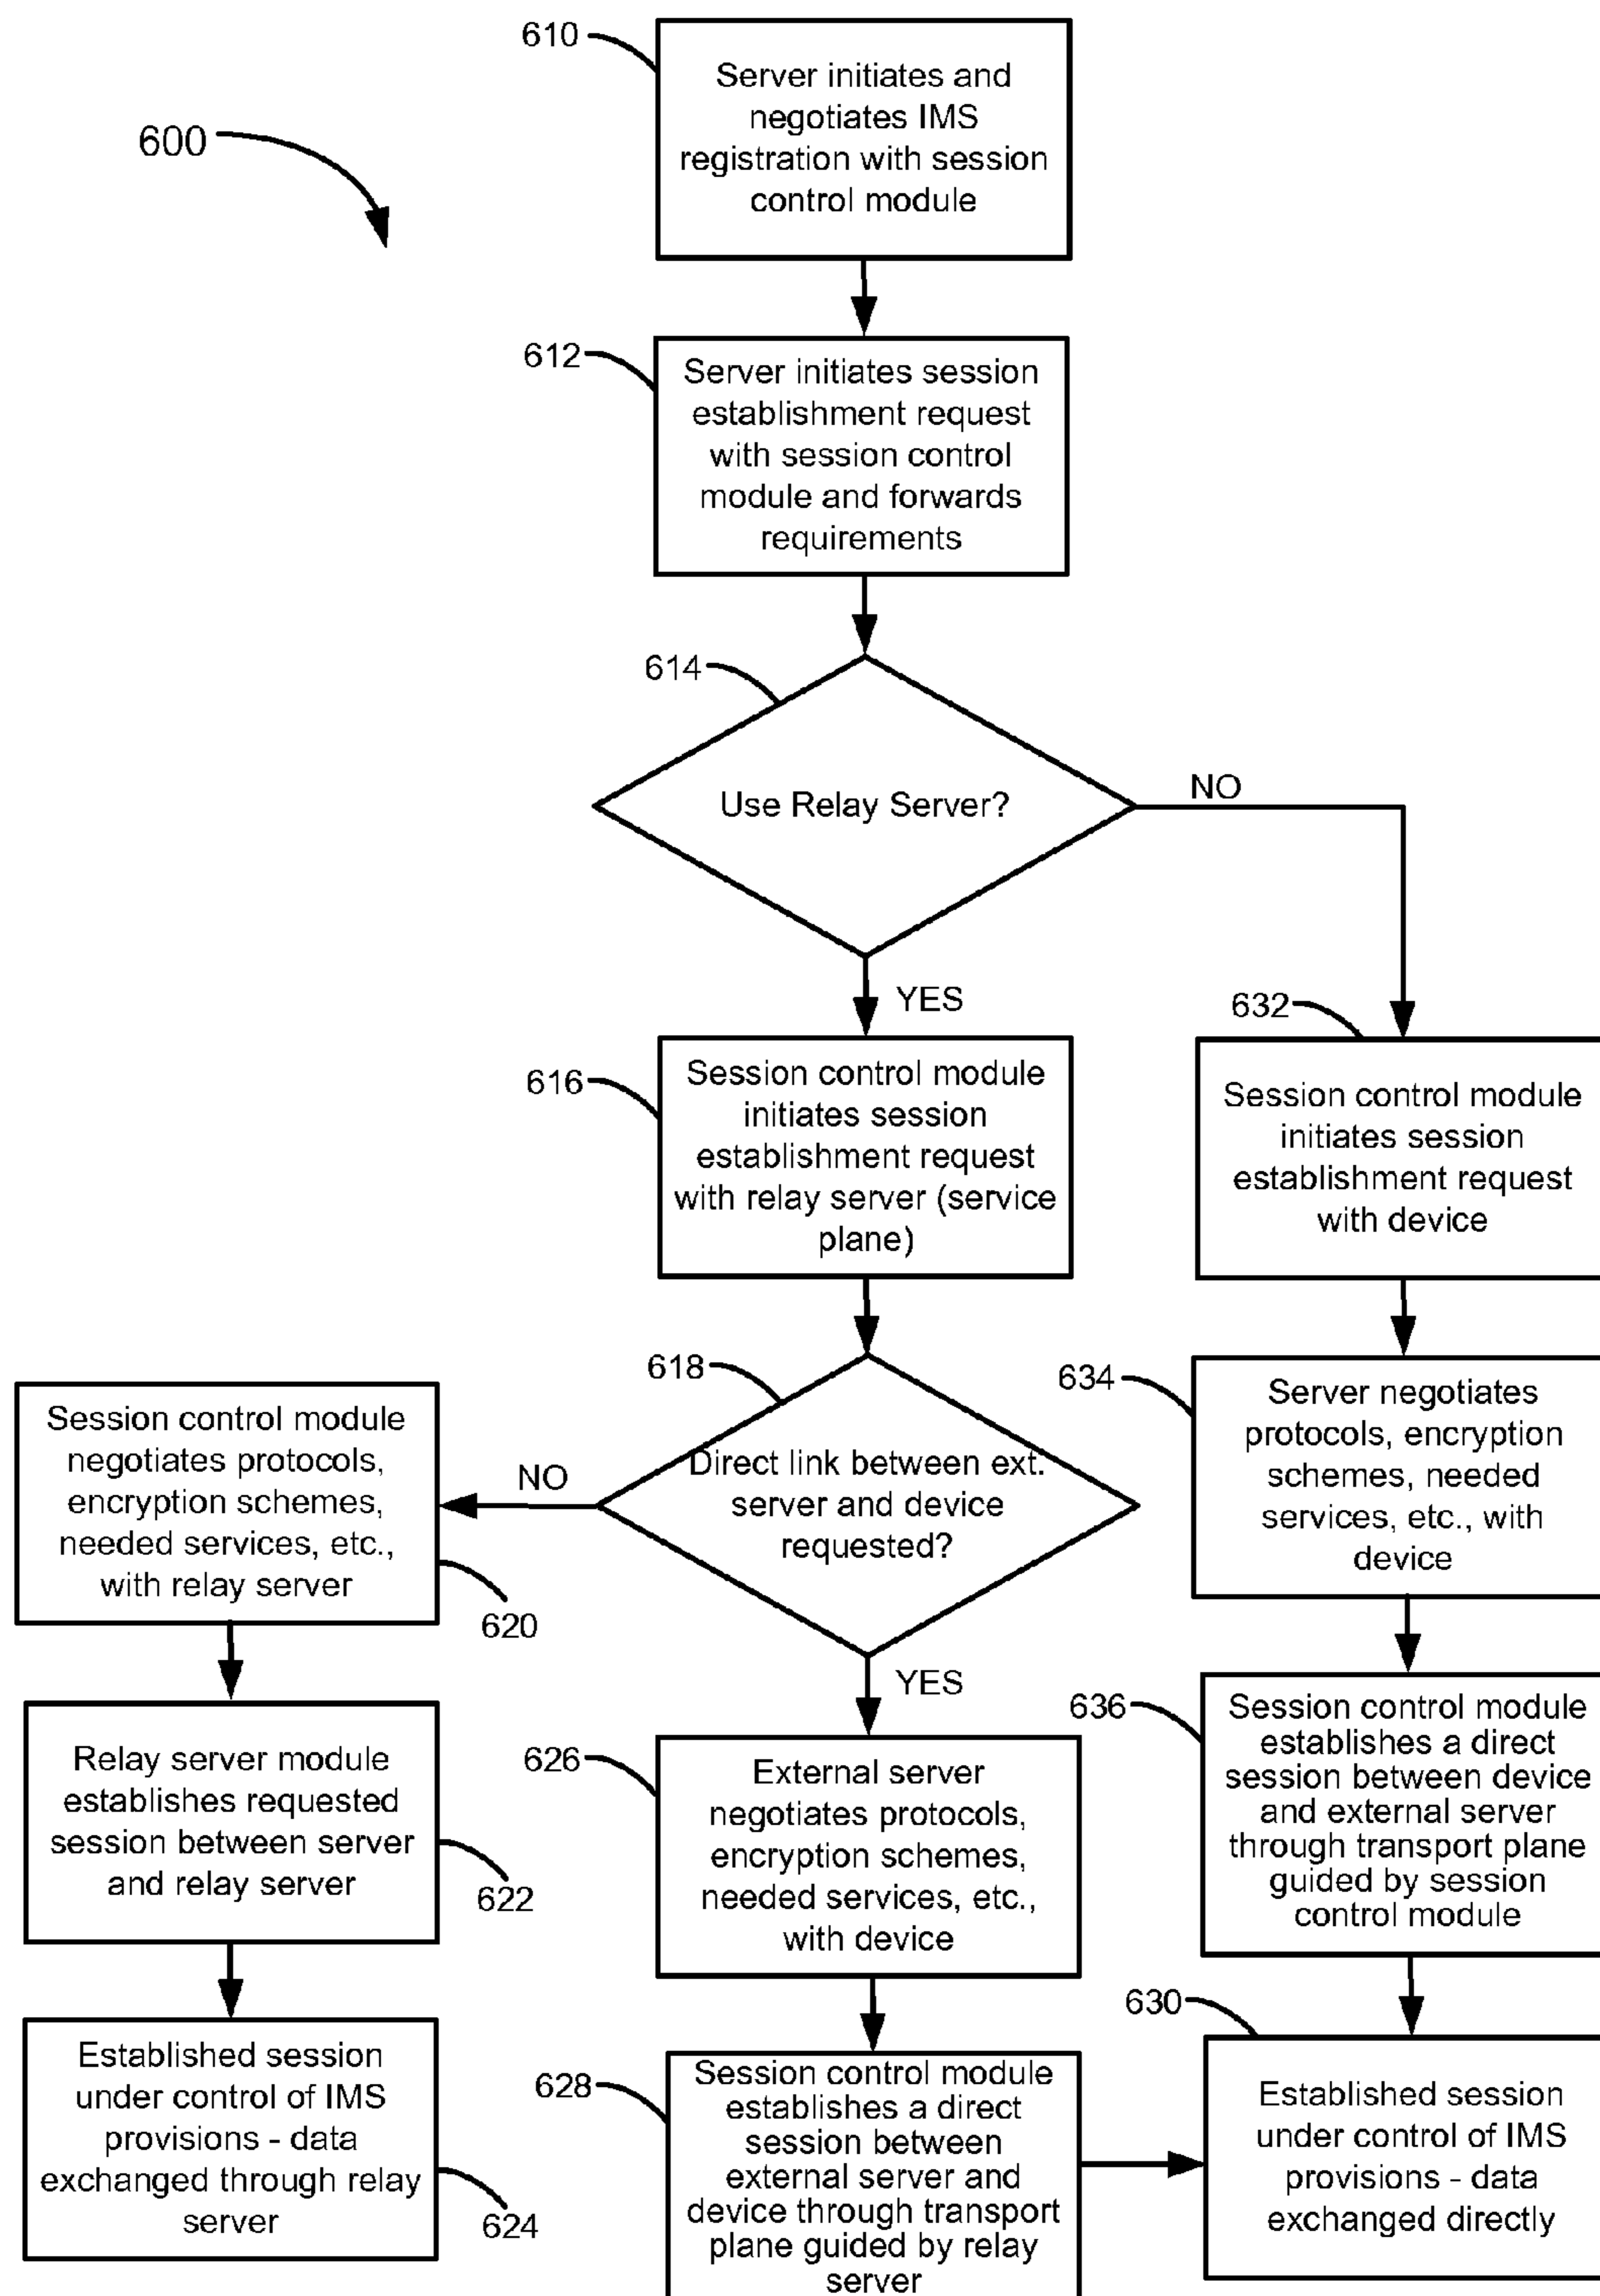 610
Server initiates and
negotiates IMS
registration with session
control module
600
612
Server initiates session
establishment request
with session control
module and forwards
requirements
614
Use Relay Server?
NO
YES
616
Session control module
initiates session
establishment request
with relay server (service
plane)
632
Session control module
initiates session
establishment request
with device
618
Direct link between ext.
server and device
requested?
NO
YES
Session control module
negotiates protocols,
encryption schemes,
needed services, etc.,
with relay server
620
634
Server negotiates
protocols, encryption
schemes, needed
services, etc., with
device
Relay server module
establishes requested
session between server
and relay server
622
626
External server
negotiates protocols,
encryption schemes,
needed services, etc.,
with device
636
Session control module
establishes a direct
session between device
and external server
through transport plane
guided by session
control module
Established session
under control of IMS
provisions - data
exchanged through relay
server
624
628
Session control module
establishes a direct
session between
external server and
device through transport
plane guided by relay
server
630
Established session
under control of IMS
provisions - data
exchanged directly